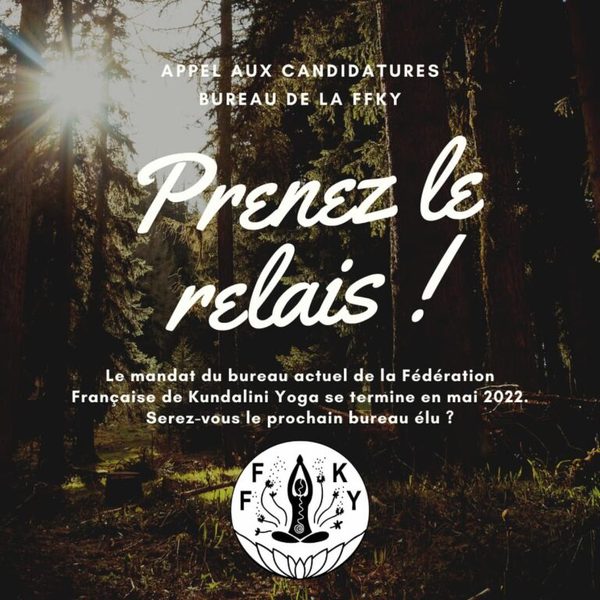 APPEL AUX CANDIDATURES
BUREAU DE LA FFKY
Prenez le
relais !
Le mandat du bureau actuel de la Fédération
Française de Kundalini Yoga se termine en mai 2022.
Serez-vous le prochain bureau élu ?
F K
F Y